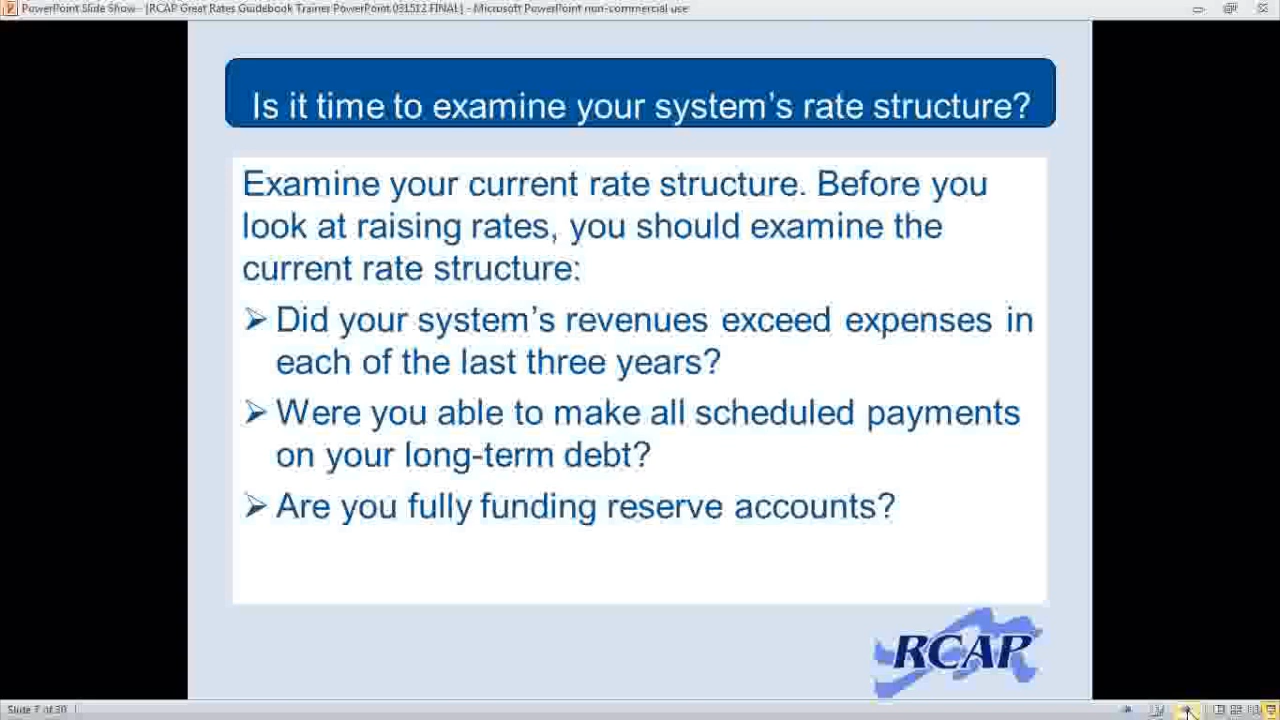 PowerPoint Slide Show - [RCAP Great Rates Guidebook Trainer PowerPoint 031512 FINAL] - Microsoft PowerPoint non-commercial use
Is it time to examine your system's rate structure?
Examine your current rate structure. Before you
look at raising rates, you should examine the
current rate structure:
➢ Did your system's revenues exceed expenses in
each of the last three years?
➢ Were you able to make all scheduled payments
on your long-term debt?
➢ Are you fully funding reserve accounts?
RCAP
Slide 7 of 30